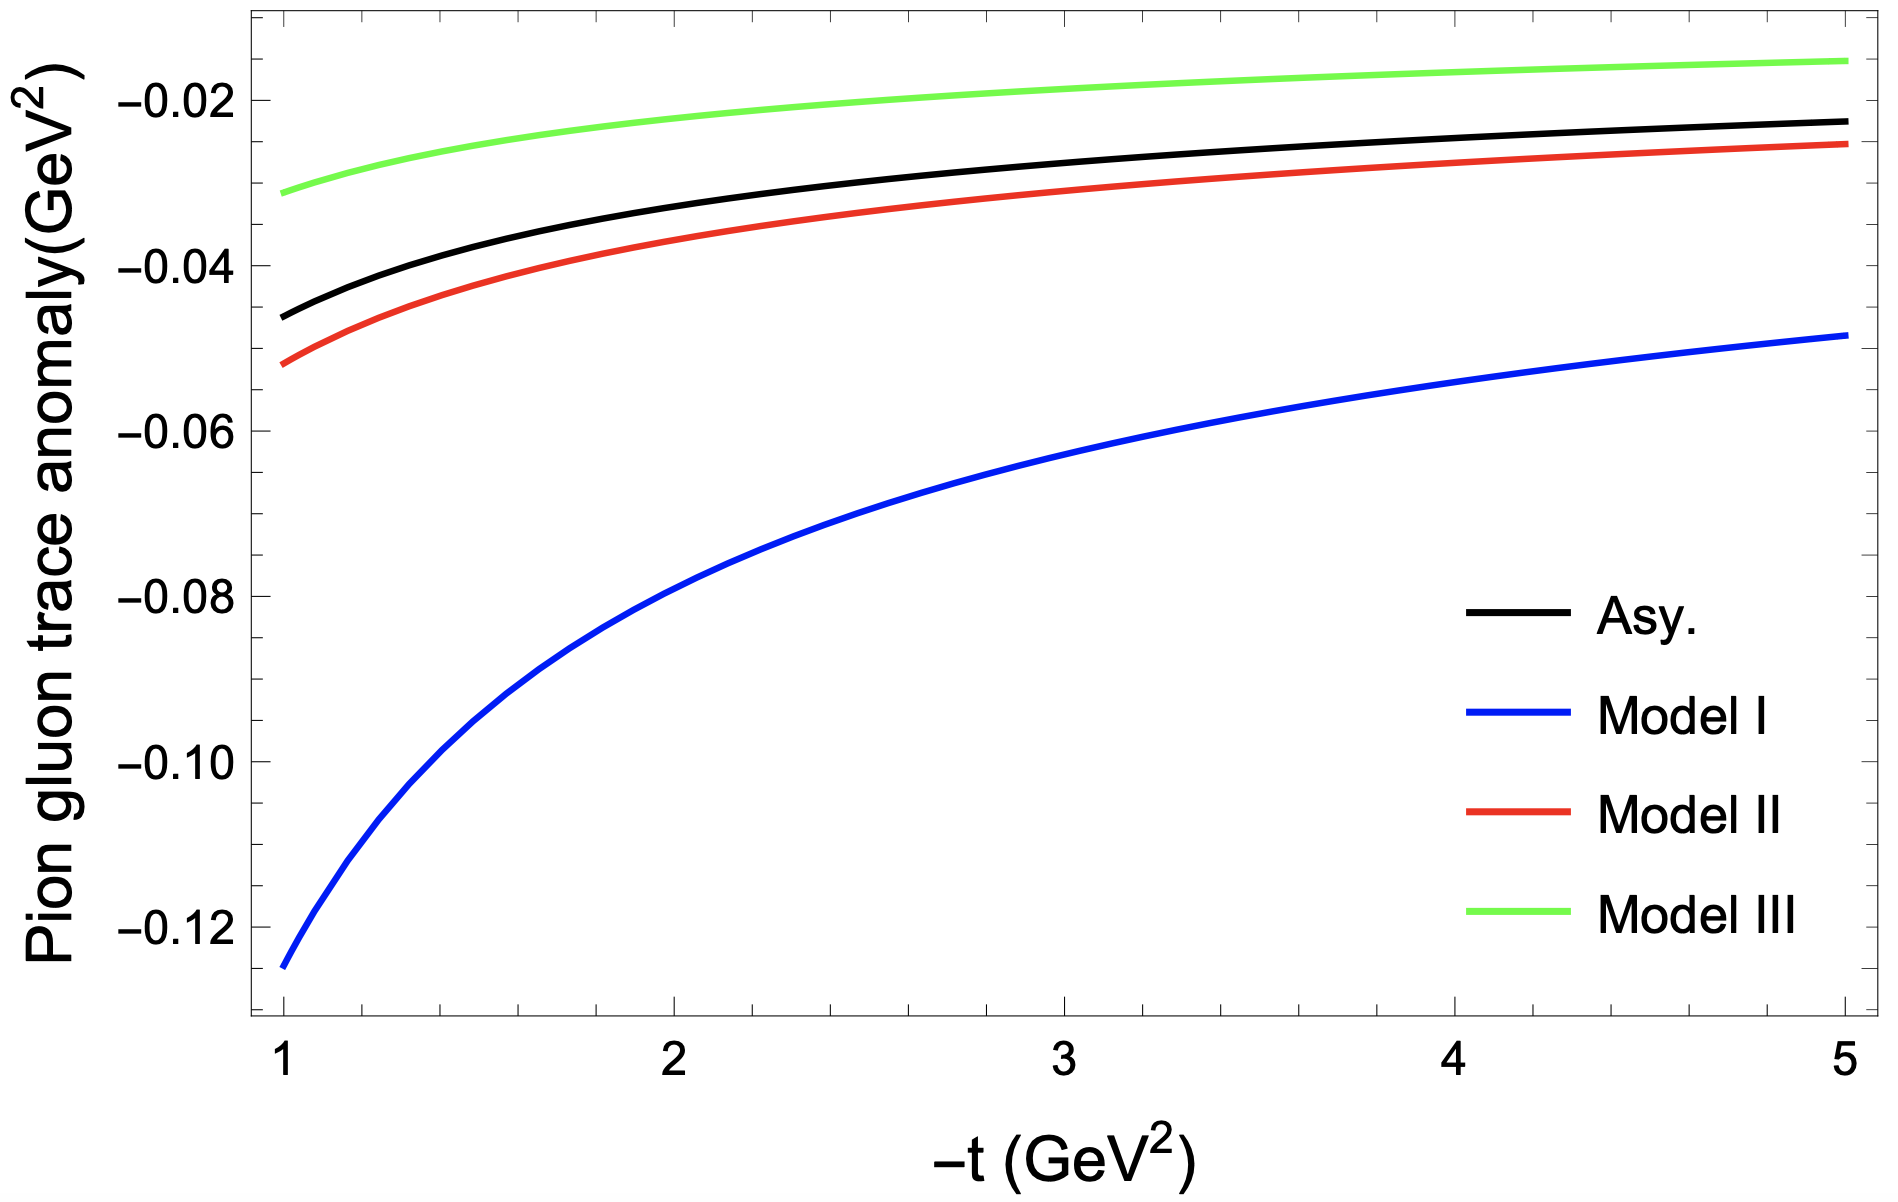 Pion gluon trace anomaly(GeV²)
−0.02
−0.04
−0.06
−0.08
−0.10
−0.12
Asy.
Model I
Model II
Model III
1 2 3 4 5
−t (GeV²)